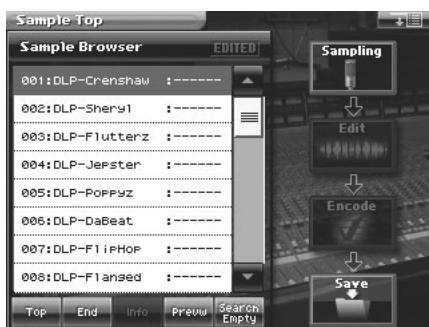 Sample Top
Sample Browser EDITED
001:DLP-Crenshaw :------
002:DLP-Sheryl :------
003:DLP-Flutterz :------
004:DLP-Jepster :------
005:DLP-Poppyz :------
006:DLP-DaBeat :------
007:DLP-FlipHop :------
008:DLP-Flanged :------
Top End Info Prevw Search Empty
Sampling
Edit
Encode
Save